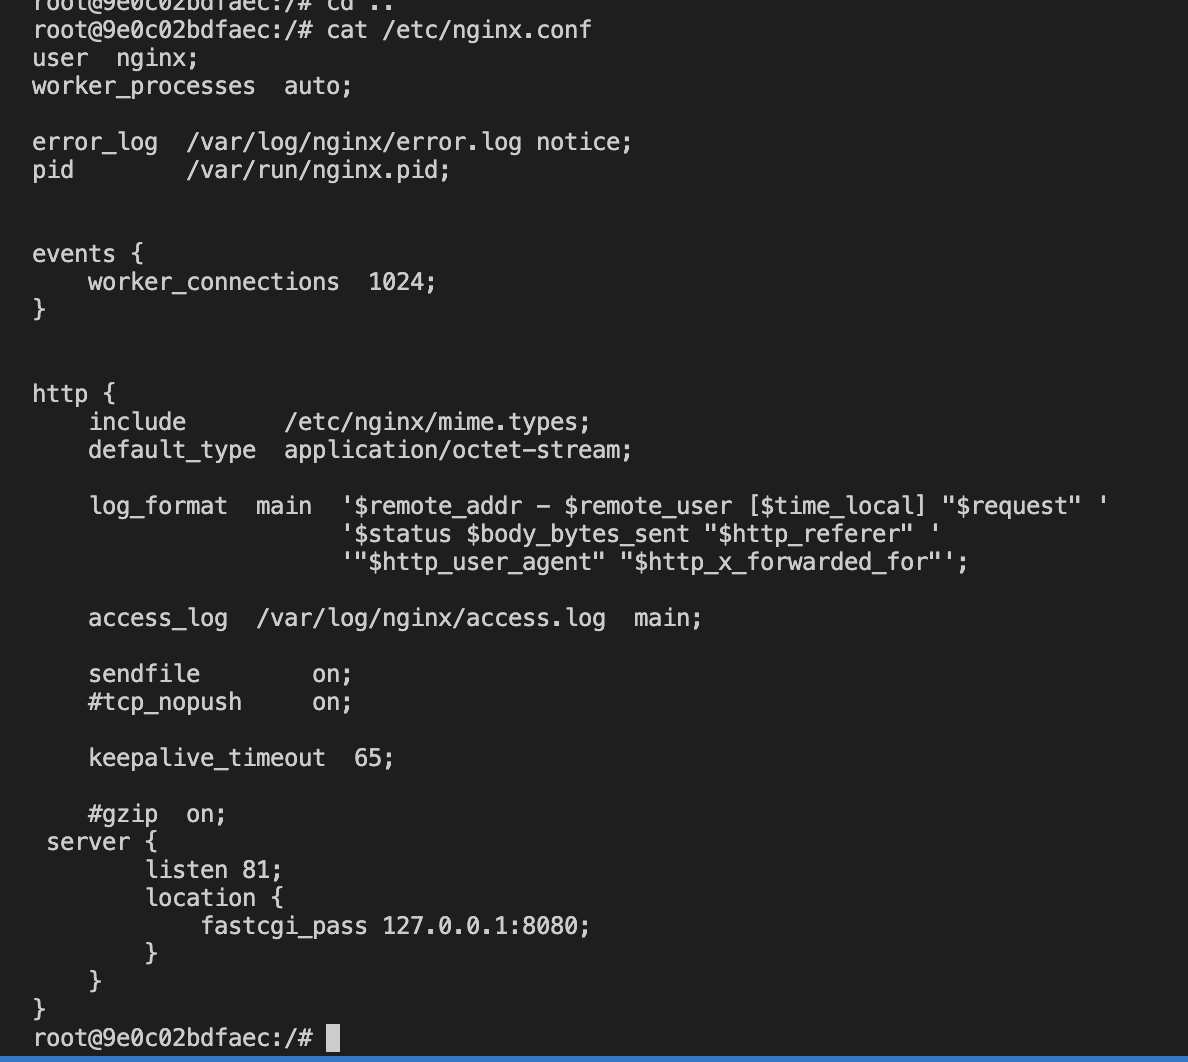 root@9e0c02bdfaec:/# cd ..
root@9e0c02bdfaec:/# cat /etc/nginx.conf
user  nginx;
worker_processes  auto;

error_log  /var/log/nginx/error.log notice;
pid        /var/run/nginx.pid;


events {
    worker_connections  1024;
}


http {
    include       /etc/nginx/mime.types;
    default_type  application/octet-stream;

    log_format  main  '$remote_addr - $remote_user [$time_local] "$request" '
                      '$status $body_bytes_sent "$http_referer" '
                      '"$http_user_agent" "$http_x_forwarded_for"';

    access_log  /var/log/nginx/access.log  main;

    sendfile        on;
    #tcp_nopush     on;

    keepalive_timeout  65;

    #gzip  on;
 server {
        listen 81;
        location {
            fastcgi_pass 127.0.0.1:8080;
        }
    }
}
root@9e0c02bdfaec:/#